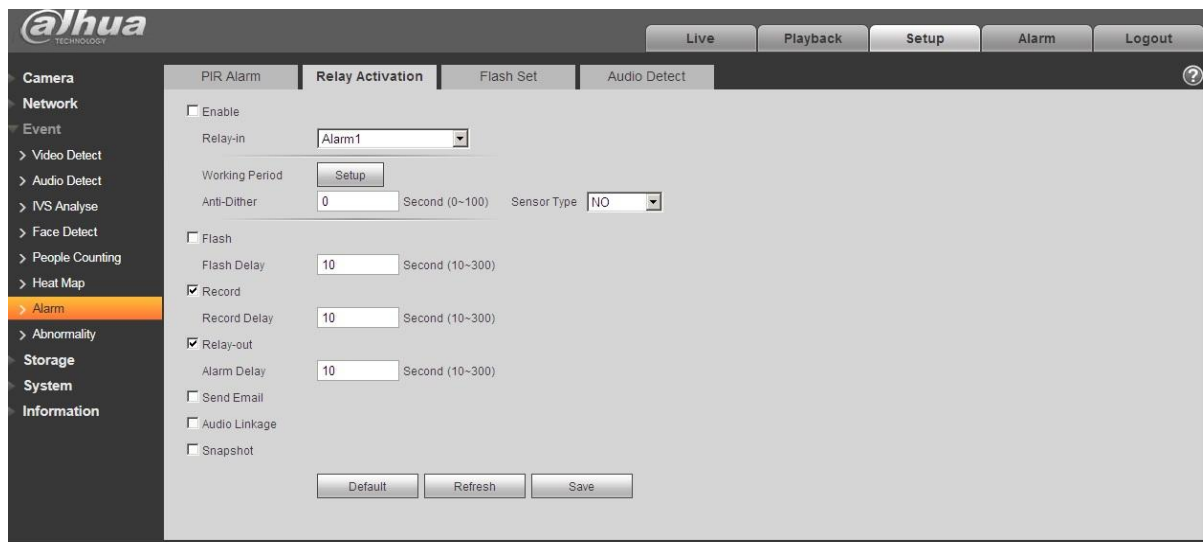 alhua
TECHNOLOGY
Live Playback Setup Alarm Logout
Camera
Network
Event
> Video Detect
> Audio Detect
> IVS Analyse
> Face Detect
> People Counting
> Heat Map
> Alarm
> Abnormality
Storage
System
Information
PIR Alarm Relay Activation Flash Set Audio Detect ?
Enable
Relay-in Alarm1
Working Period Setup
Anti-Dither 0 Second (0~100) Sensor Type NO
Flash
Flash Delay 10 Second (10~300)
Record
Record Delay 10 Second (10~300)
Relay-out
Alarm Delay 10 Second (10~300)
Send Email
Audio Linkage
Snapshot
Default Refresh Save